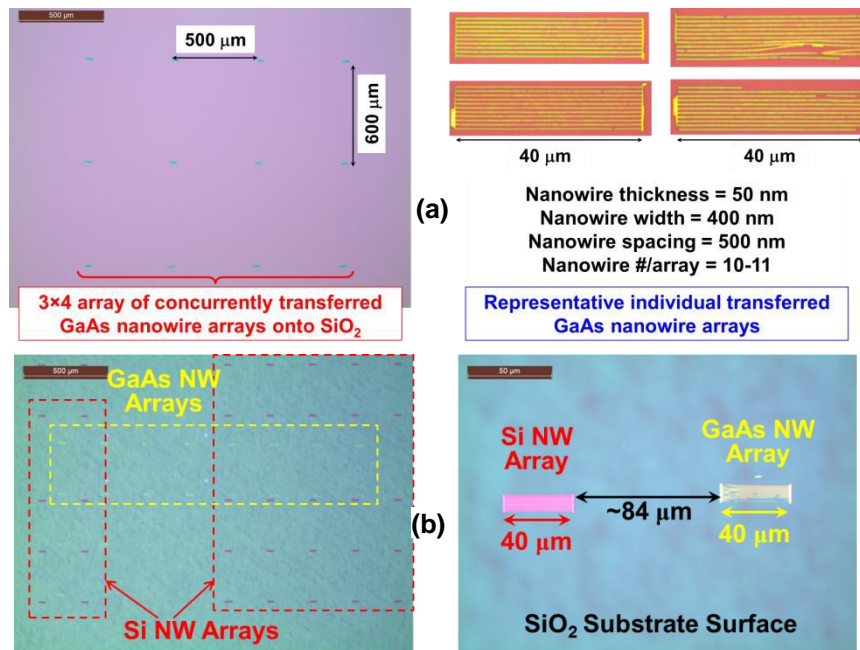 500 μm
500 μm
600 μm
3×4 array of concurrently transferred
GaAs nanowire arrays onto SiO₂
(a)
40 μm
40 μm
Nanowire thickness = 50 nm
Nanowire width = 400 nm
Nanowire spacing = 500 nm
Nanowire #/array = 10-11
Representative individual transferred
GaAs nanowire arrays
500 μm
GaAs NW
Arrays
Si NW Arrays
(b)
50 μm
Si NW
Array
GaAs NW
Array
~84 μm
40 μm
40 μm
SiO₂ Substrate Surface